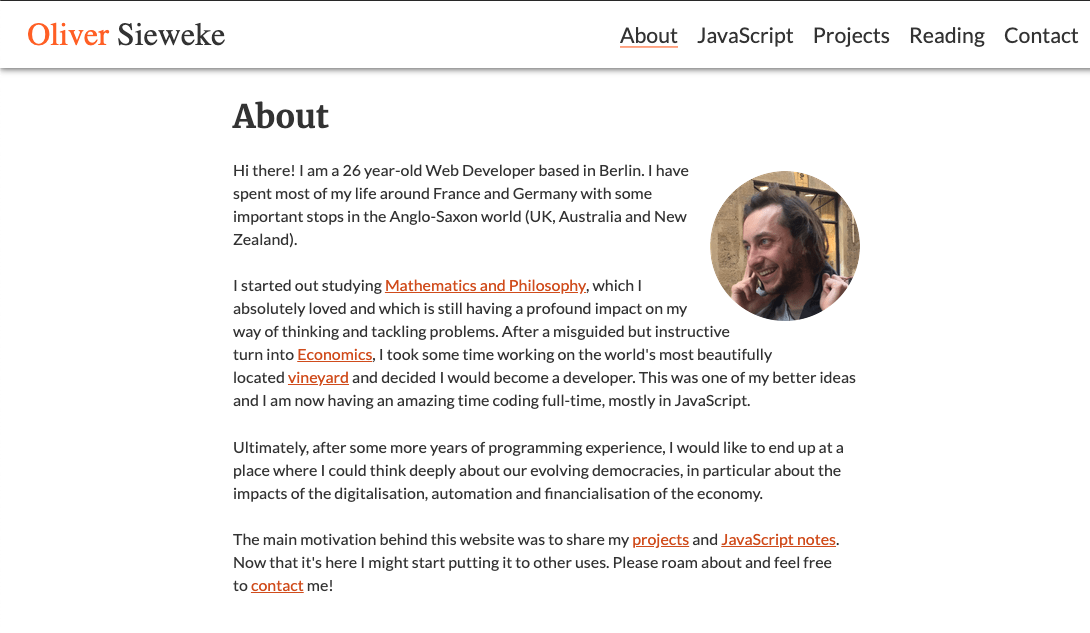 Oliver Sieweke
About JavaScript Projects Reading Contact
About
Hi there! I am a 26 year-old Web Developer based in Berlin. I have
spent most of my life around France and Germany with some
important stops in the Anglo-Saxon world (UK, Australia and New
Zealand).
I started out studying Mathematics and Philosophy, which I
absolutely loved and which is still having a profound impact on my
way of thinking and tackling problems. After a misguided but instructive
turn into Economics, I took some time working on the world's most beautifully
located vineyard and decided I would become a developer. This was one of my better ideas
and I am now having an amazing time coding full-time, mostly in JavaScript.
Ultimately, after some more years of programming experience, I would like to end up at a
place where I could think deeply about our evolving democracies, in particular about the
impacts of the digitalisation, automation and financialisation of the economy.
The main motivation behind this website was to share my projects and JavaScript notes.
Now that it's here I might start putting it to other uses. Please roam about and feel free
to contact me!